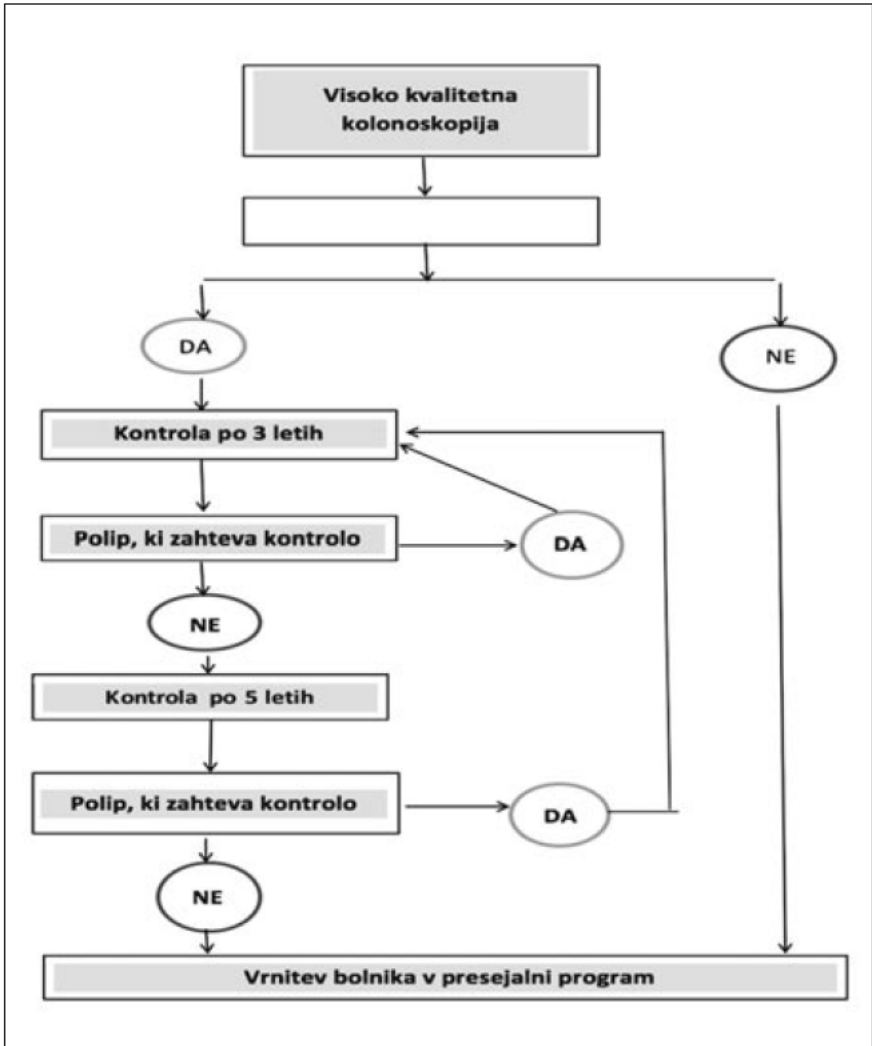 Visoko kvalitetna
kolonoskopija
DA
NE
Kontrola po 3 letih
Polip, ki zahteva kontrolo
DA
NE
Kontrola po 5 letih
Polip, ki zahteva kontrolo
DA
NE
Vrnitev bolnika v presejalni program